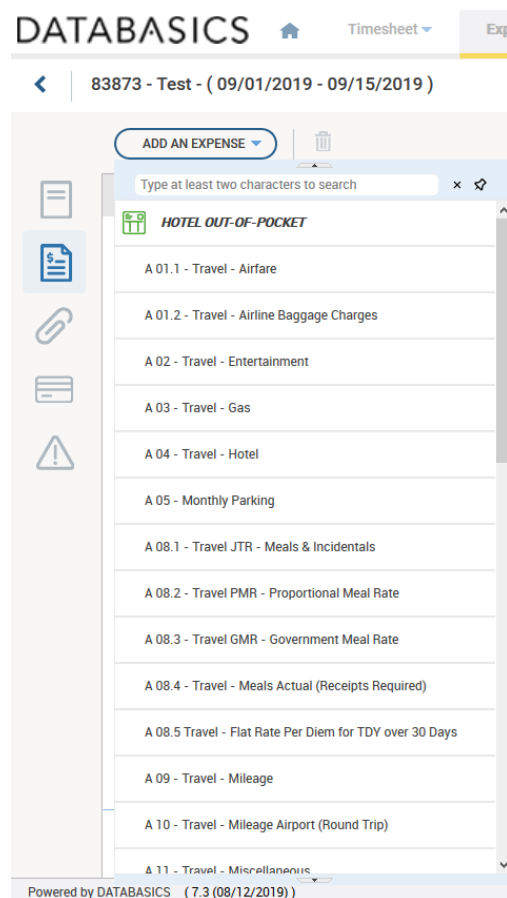 DATABASICS Timesheet Exp
83873 - Test - ( 09/01/2019 - 09/15/2019 )
ADD AN EXPENSE
Type at least two characters to search
HOTEL OUT-OF-POCKET
A 01.1 - Travel - Airfare
A 01.2 - Travel - Airline Baggage Charges
A 02 - Travel - Entertainment
A 03 - Travel - Gas
A 04 - Travel - Hotel
A 05 - Monthly Parking
A 08.1 - Travel JTR - Meals & Incidentals
A 08.2 - Travel PMR - Proportional Meal Rate
A 08.3 - Travel GMR - Government Meal Rate
A 08.4 - Travel - Meals Actual (Receipts Required)
A 08.5 Travel - Flat Rate Per Diem for TDY over 30 Days
A 09 - Travel - Mileage
A 10 - Travel - Mileage Airport (Round Trip)
A 11 - Travel - Miscellaneous
Powered by DATABASICS ( 7.3 (08/12/2019) )